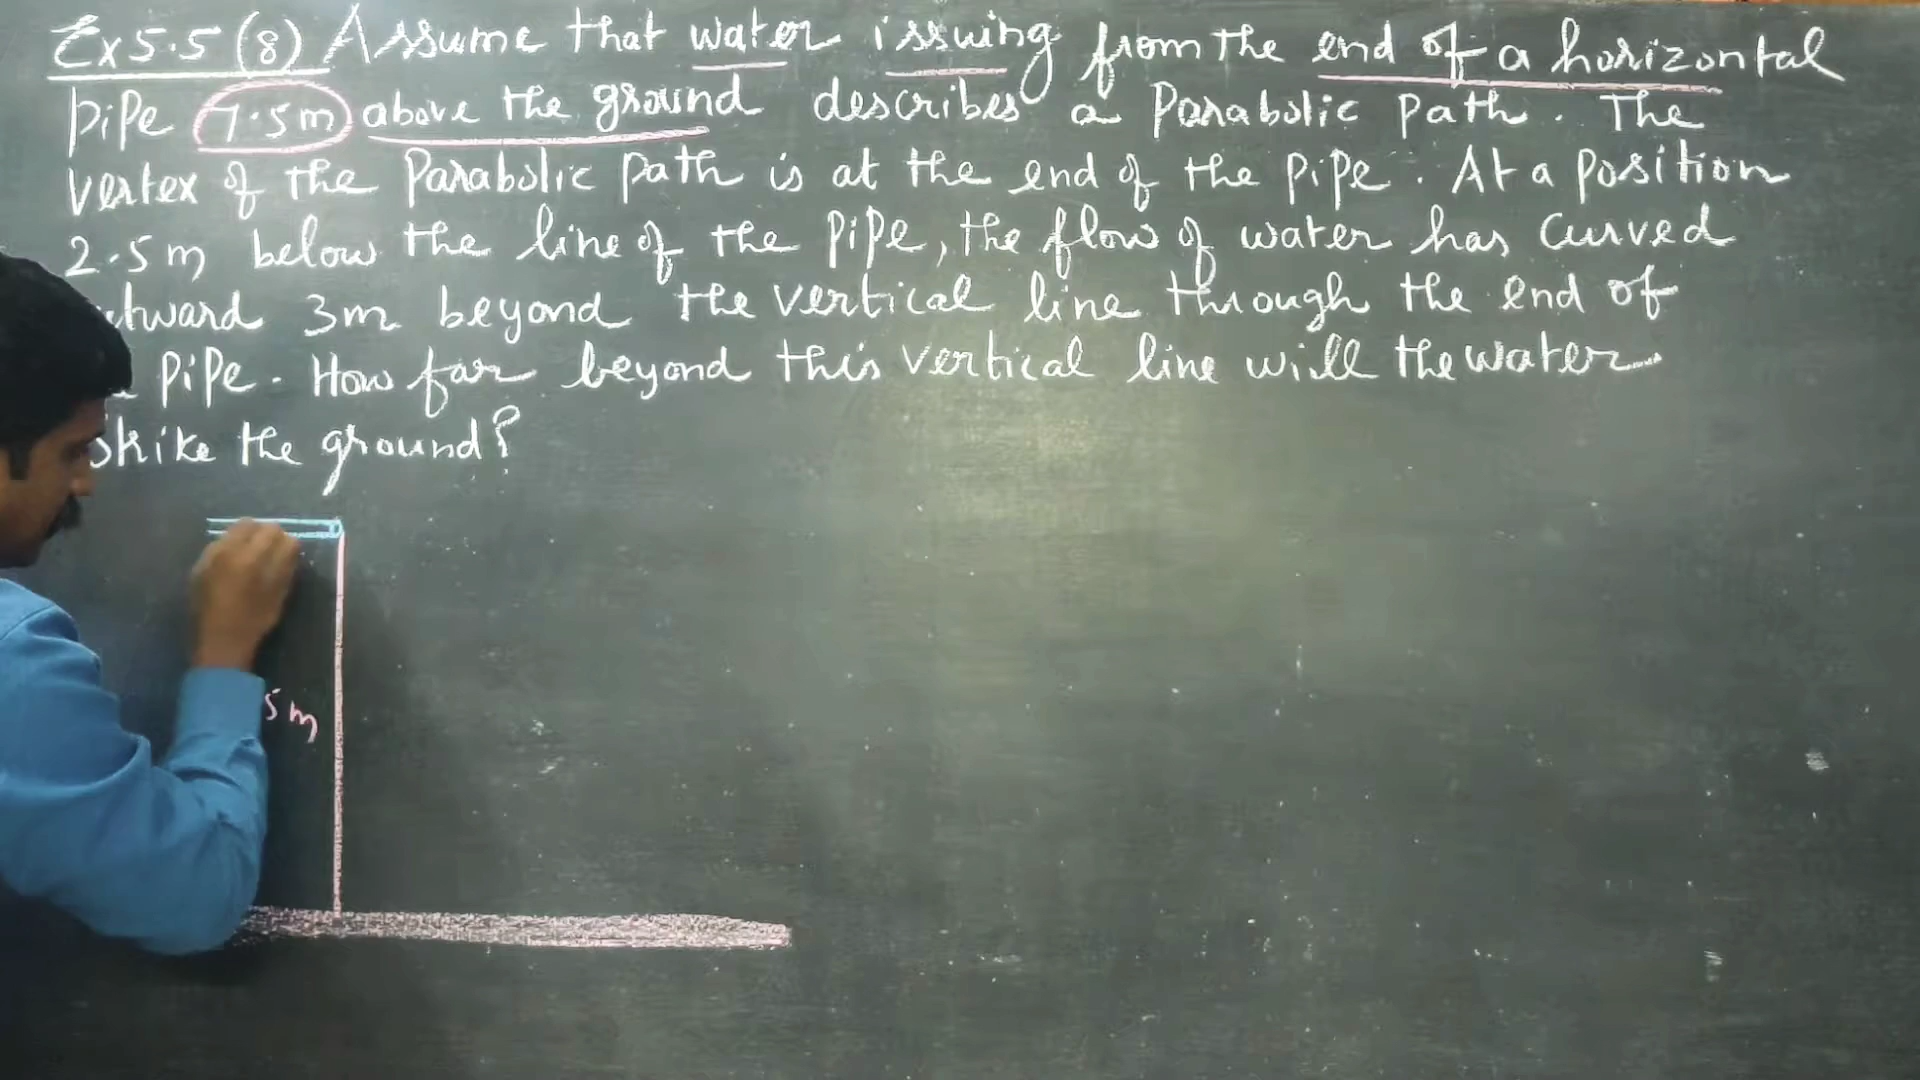 Ex 5.5 (8) Assume that water issuing from the end of a horizontal
pipe 7.5m above the ground describes a Parabolic path. The
vertex of the Parabolic path is at the end of the pipe. At a position
2.5m below the line of the pipe, the flow of water has curved
utward 3m beyond the vertical line through the end of
pipe. How far beyond this vertical line will the water
strike the ground?
5 m